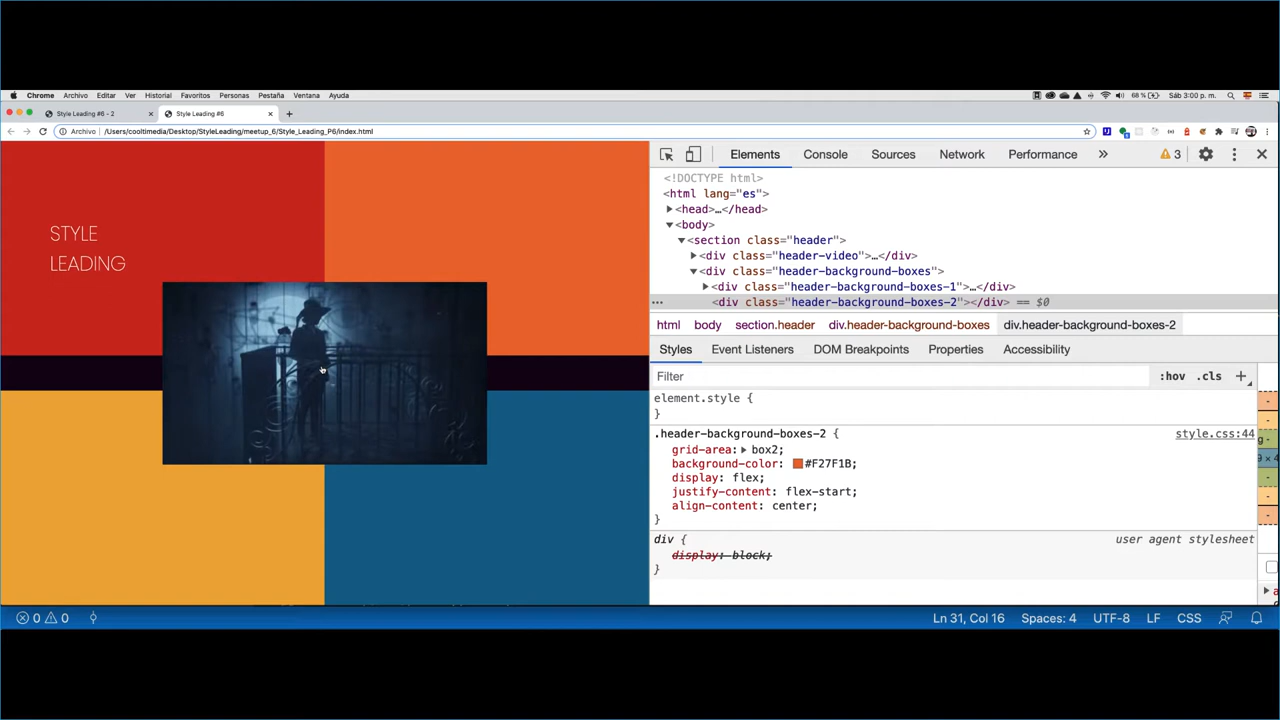 Chrome Archivo Editar Ver Historial Favoritos Personas Pestaña Ventana Ayuda
68 % Sáb 3:00 p. m.
Style Leading #6 - 2
Style Leading #6
Archivo /Users/cooltimedia/Desktop/StyleLeading/meetup_6/Style_Leading_P6/index.html
STYLE
LEADING
Elements Console Sources Network Performance » 3
<!DOCTYPE html>
<html lang="es">
<head>…</head>
<body>
<section class="header">
<div class="header-video">…</div>
<div class="header-background-boxes">
<div class="header-background-boxes-1">…</div>
… <div class="header-background-boxes-2"></div> == $0
html body section.header div.header-background-boxes div.header-background-boxes-2
Styles Event Listeners DOM Breakpoints Properties Accessibility
Filter :hov .cls +
element.style {
}
.header-background-boxes-2 { style.css:44
grid-area: box2;
background-color: #F27F1B;
display: flex;
justify-content: flex-start;
align-content: center;
}
div { user agent stylesheet
display: block;
}
0 0 Ln 31, Col 16 Spaces: 4 UTF-8 LF CSS